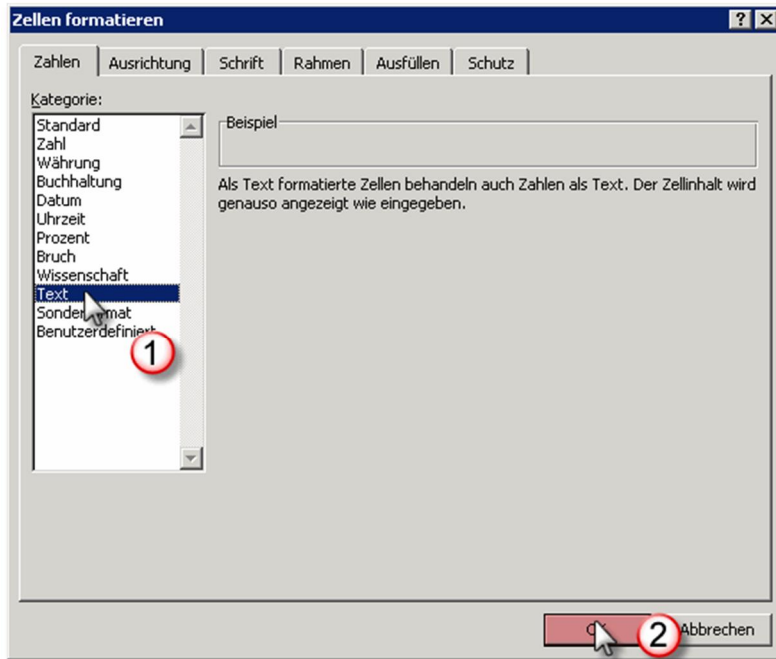 Zellen formatieren
Zahlen Ausrichtung Schrift Rahmen Ausfüllen Schutz
Kategorie:
Standard
Zahl
Währung
Buchhaltung
Datum
Uhrzeit
Prozent
Bruch
Wissenschaft
Text
Sonderformat
Benutzerdefiniert
1
Beispiel
Als Text formatierte Zellen behandeln auch Zahlen als Text. Der Zellinhalt wird
genauso angezeigt wie eingegeben.
OK 2 Abbrechen